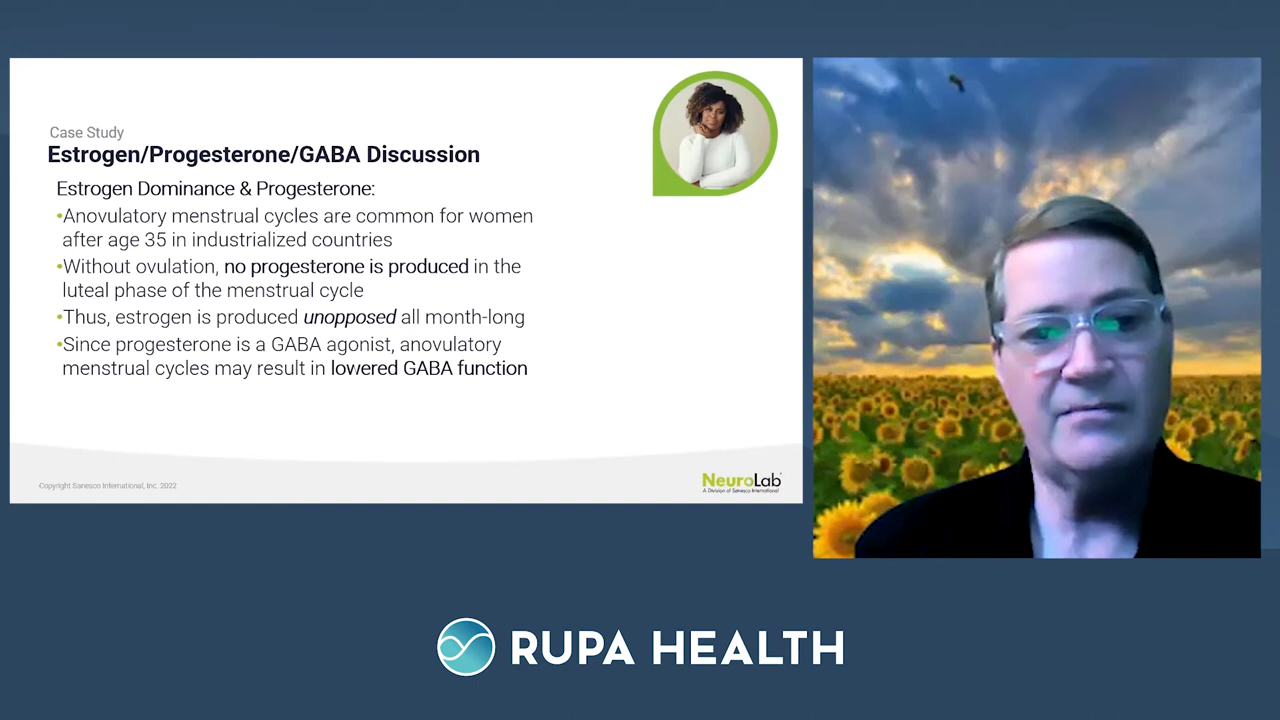 Case Study
Estrogen/Progesterone/GABA Discussion
Estrogen Dominance & Progesterone:
•Anovulatory menstrual cycles are common for women
after age 35 in industrialized countries
•Without ovulation, no progesterone is produced in the
luteal phase of the menstrual cycle
•Thus, estrogen is produced unopposed all month-long
•Since progesterone is a GABA agonist, anovulatory
menstrual cycles may result in lowered GABA function
Copyright Sanesco International, Inc. 2022
NeuroLab
A Division of Sanesco International
RUPA HEALTH